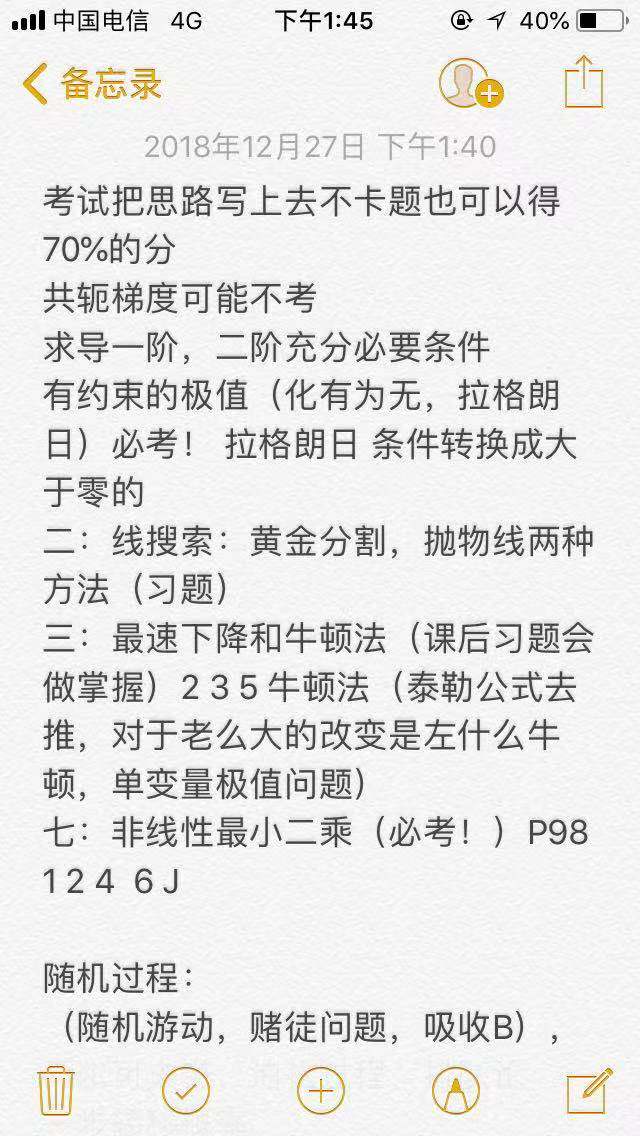 中国电信 4G 下午1:45 40%
备忘录
2018年12月27日 下午1:40
考试把思路写上去不卡题也可以得
70%的分
共轭梯度可能不考
求导一阶，二阶充分必要条件
有约束的极值（化有为无，拉格朗
日）必考！ 拉格朗日 条件转换成大
于零的
二：线搜索：黄金分割，抛物线两种
方法（习题）
三：最速下降和牛顿法（课后习题会
做掌握）2 3 5 牛顿法（泰勒公式去
推，对于老么大的改变是左什么牛
顿，单变量极值问题）
七：非线性最小二乘（必考！）P98
1 2 4  6 J
随机过程：
（随机游动，赌徒问题，吸收B），